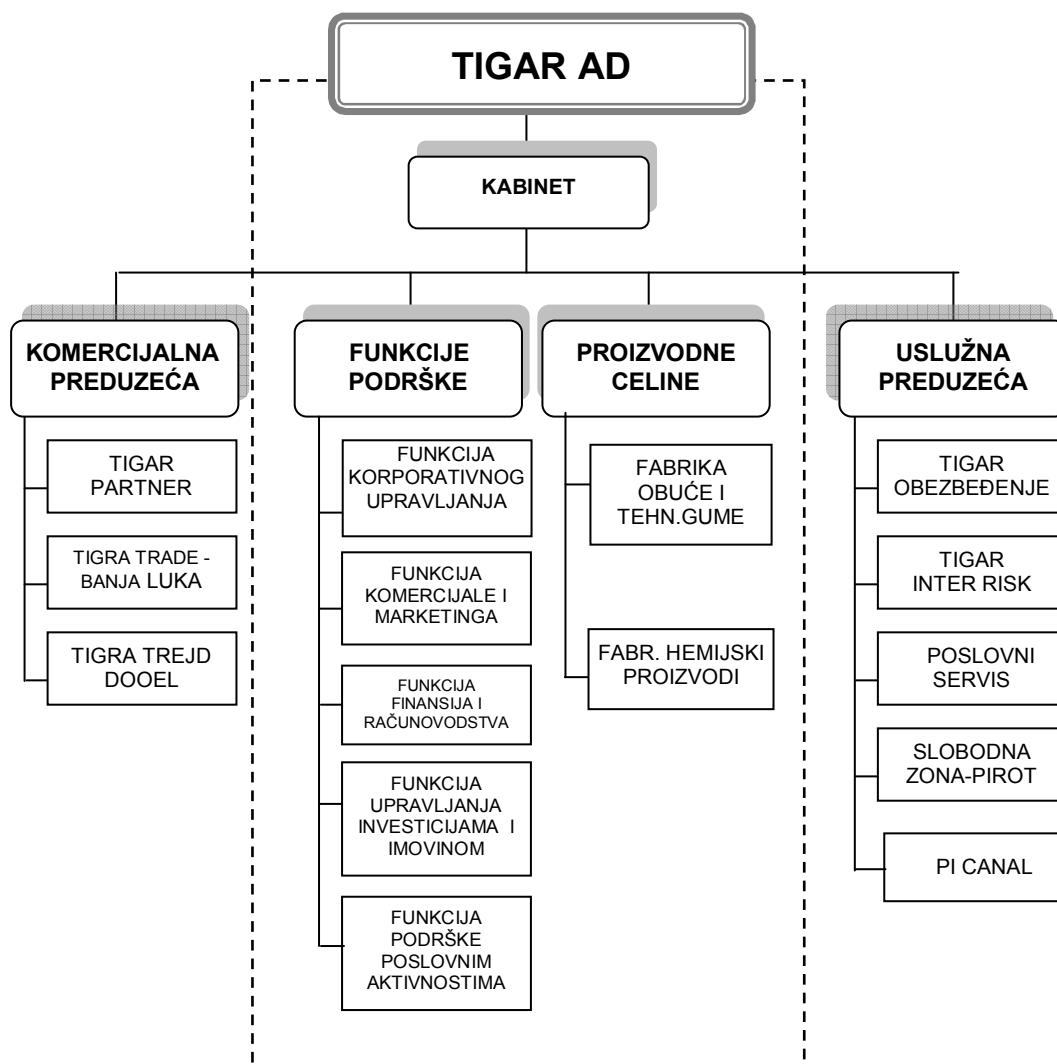 TIGAR AD
KABINET
KOMERCIJALNA
PREDUZEĆA
TIGAR
PARTNER
TIGRA TRADE -
BANJA LUKA
TIGRA TREJD
DOOEL
FUNKCIJE
PODRŠKE
FUNKCIJA
KORPORATIVNOG
UPRAVLJANJA
FUNKCIJA
KOMERCIJALE I
MARKETINGA
FUNKCIJA
FINANSIJA I
RAČUNOVODSTVA
FUNKCIJA
UPRAVLJANJA
INVESTICIJAMA I
IMOVINOM
FUNKCIJA
PODRŠKE
POSLOVNIM
AKTIVNOSTIMA
PROIZVODNE
CELINE
FABRIKA
OBUĆE I
TEHN.GUME
FABR. HEMIJSKI
PROIZVODI
USLUŽNA
PREDUZEĆA
TIGAR
OBEZBEĐENJE
TIGAR
INTER RISK
POSLOVNI
SERVIS
SLOBODNA
ZONA-PIROT
PI CANAL